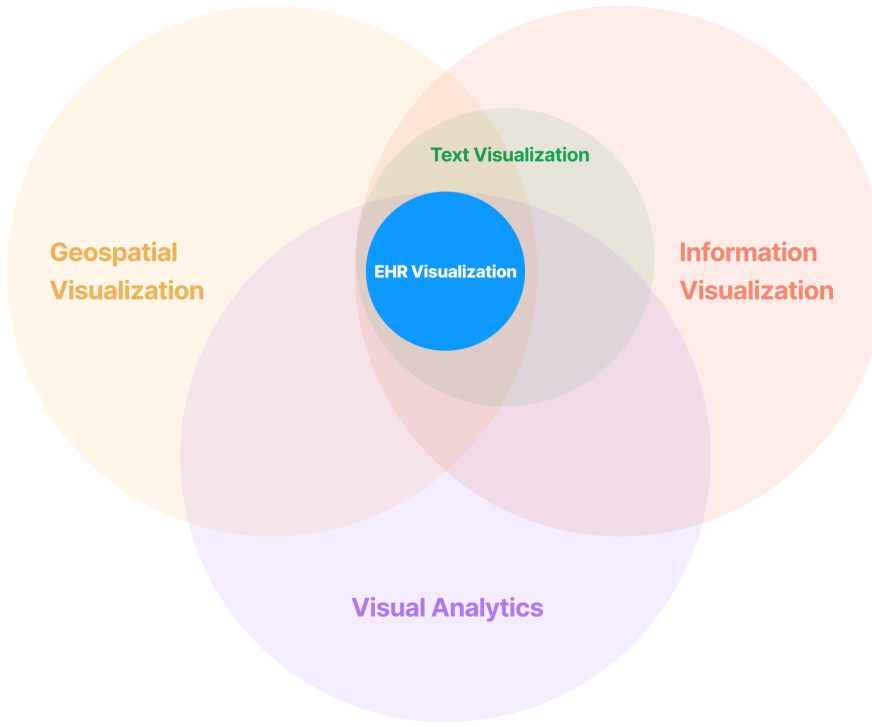 Text Visualization
Geospatial
Visualization
EHR Visualization
Information
Visualization
Visual Analytics